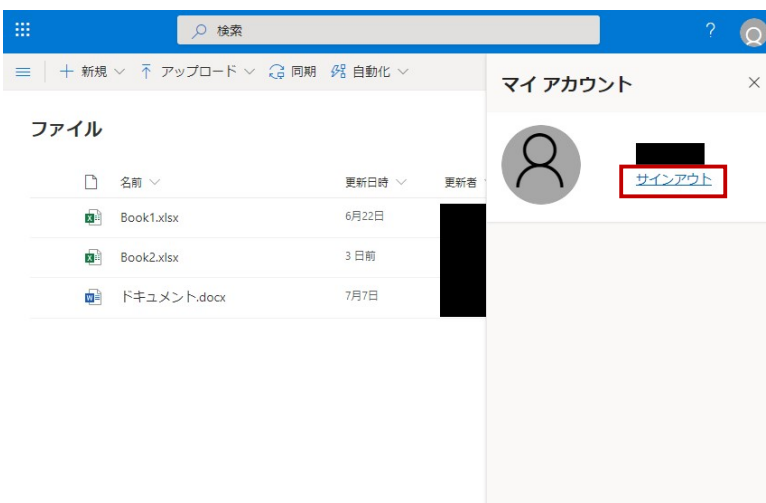 検索
?
新規 アップロード 同期 自動化
マイ アカウント
ファイル
名前 更新日時 更新者
サインアウト
Book1.xlsx 6月22日
Book2.xlsx 3 日前
ドキュメント.docx 7月7日